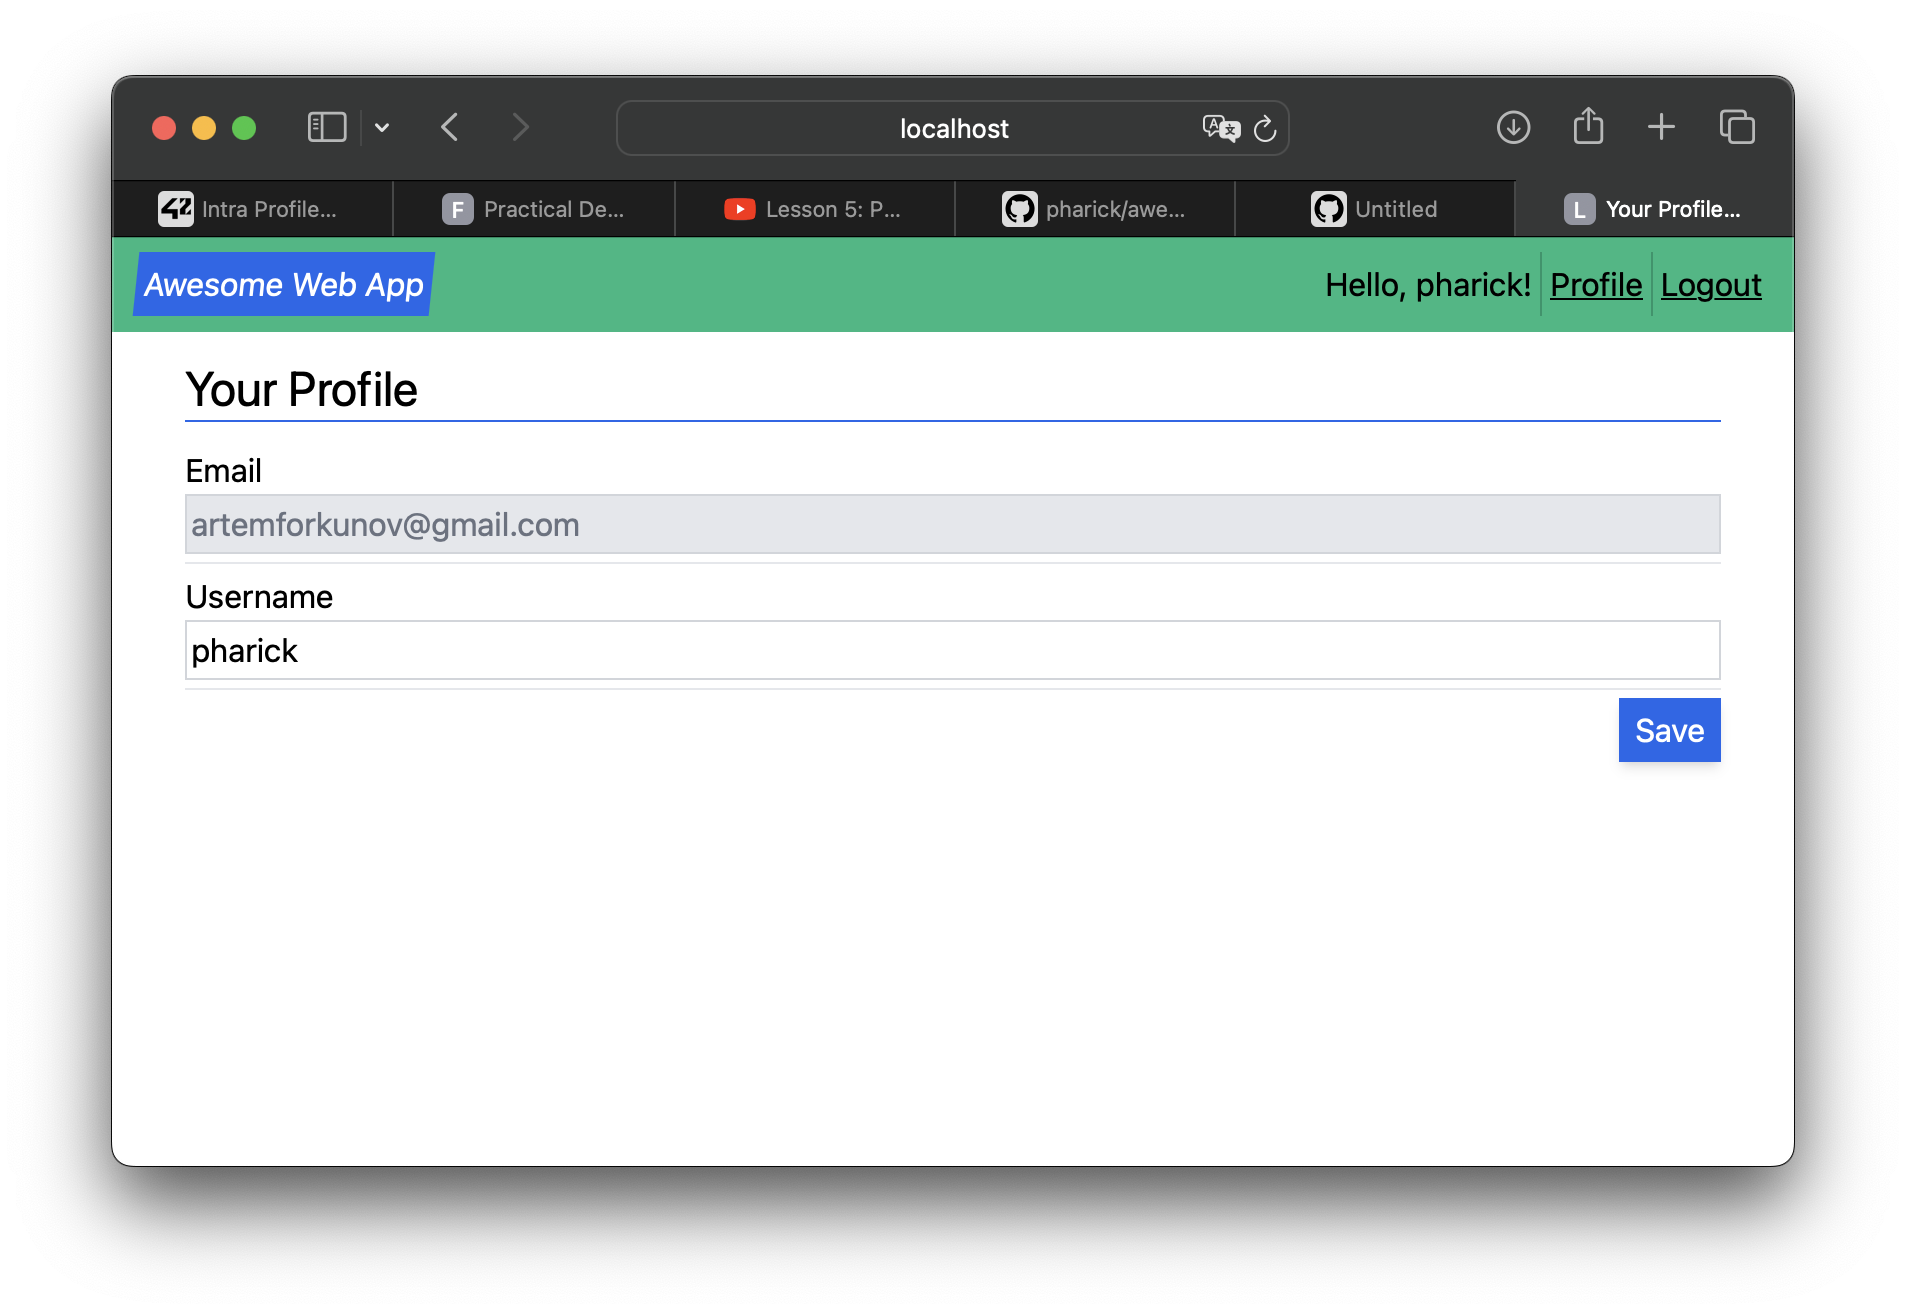 localhost
42 Intra Profile...
F Practical De...
Lesson 5: P...
pharick/awe...
Untitled
L Your Profile...
Awesome Web App
Hello, pharick! Profile Logout
Your Profile
Email
artemforkunov@gmail.com
Username
pharick
Save